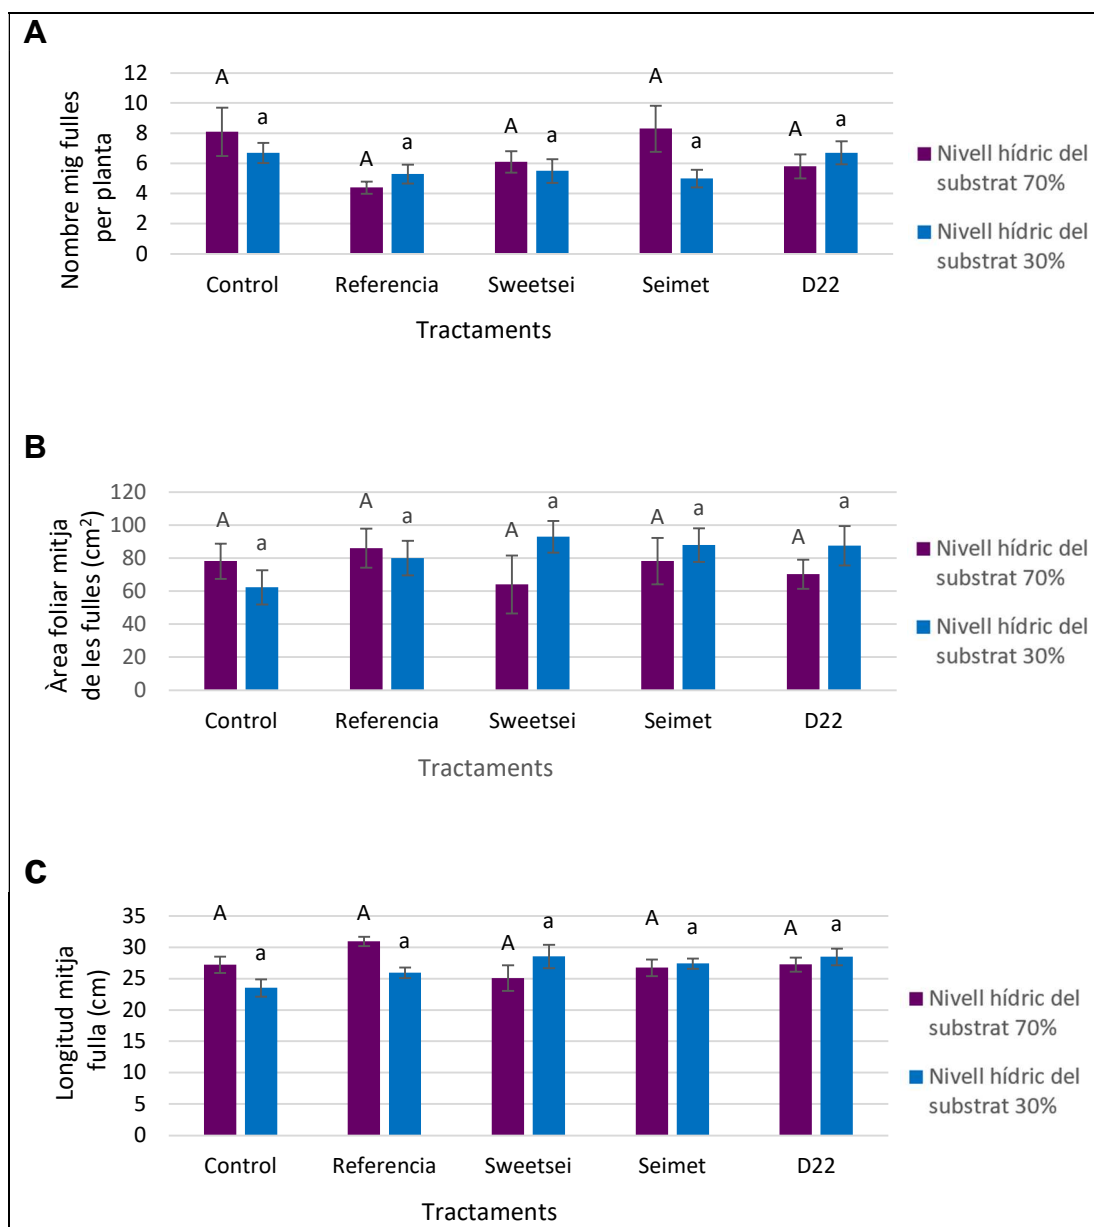 A
12
10
8
6
4
2
0
Nombre mig fulles
per planta
A
a
A
a
A
a
A
a
A
a
Control
Referencia
Sweetsei
Seimet
D22
Tractaments
Nivell hídric del
substrat 70%
Nivell hídric del
substrat 30%
B
120
100
80
60
40
20
0
Àrea foliar mitja
de les fulles (cm²)
A
a
A
a
A
a
A
a
A
a
Control
Referencia
Sweetsei
Seimet
D22
Tractaments
Nivell hídric del
substrat 70%
Nivell hídric del
substrat 30%
C
35
30
25
20
15
10
5
0
Longitud mitja
fulla (cm)
A
a
A
a
A
a
A
a
A
a
Control
Referencia
Sweetsei
Seimet
D22
Tractaments
Nivell hídric del
substrat 70%
Nivell hídric del
substrat 30%